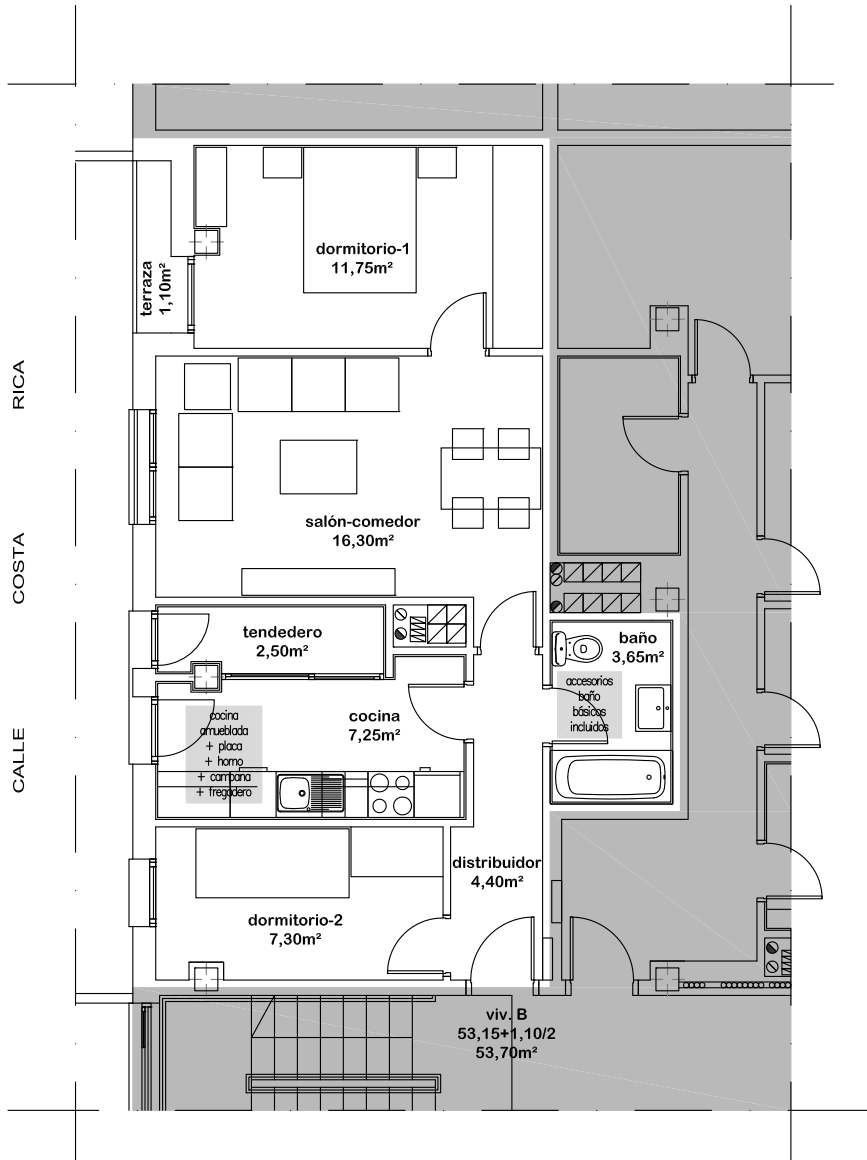 dormitorio-1
11,75m²
terraza
1,10m²
salón-comedor
16,30m²
tendedero
2,50m²
baño
3,65m²
accesorios
baño
básicos
incluidos
cocina
7,25m²
cocina
amueblada
+ placa
+ horno
+ campana
+ fregadero
distribuidor
4,40m²
dormitorio-2
7,30m²
viv. B
53,15+1,10/2
53,70m²
CALLE COSTA RICA